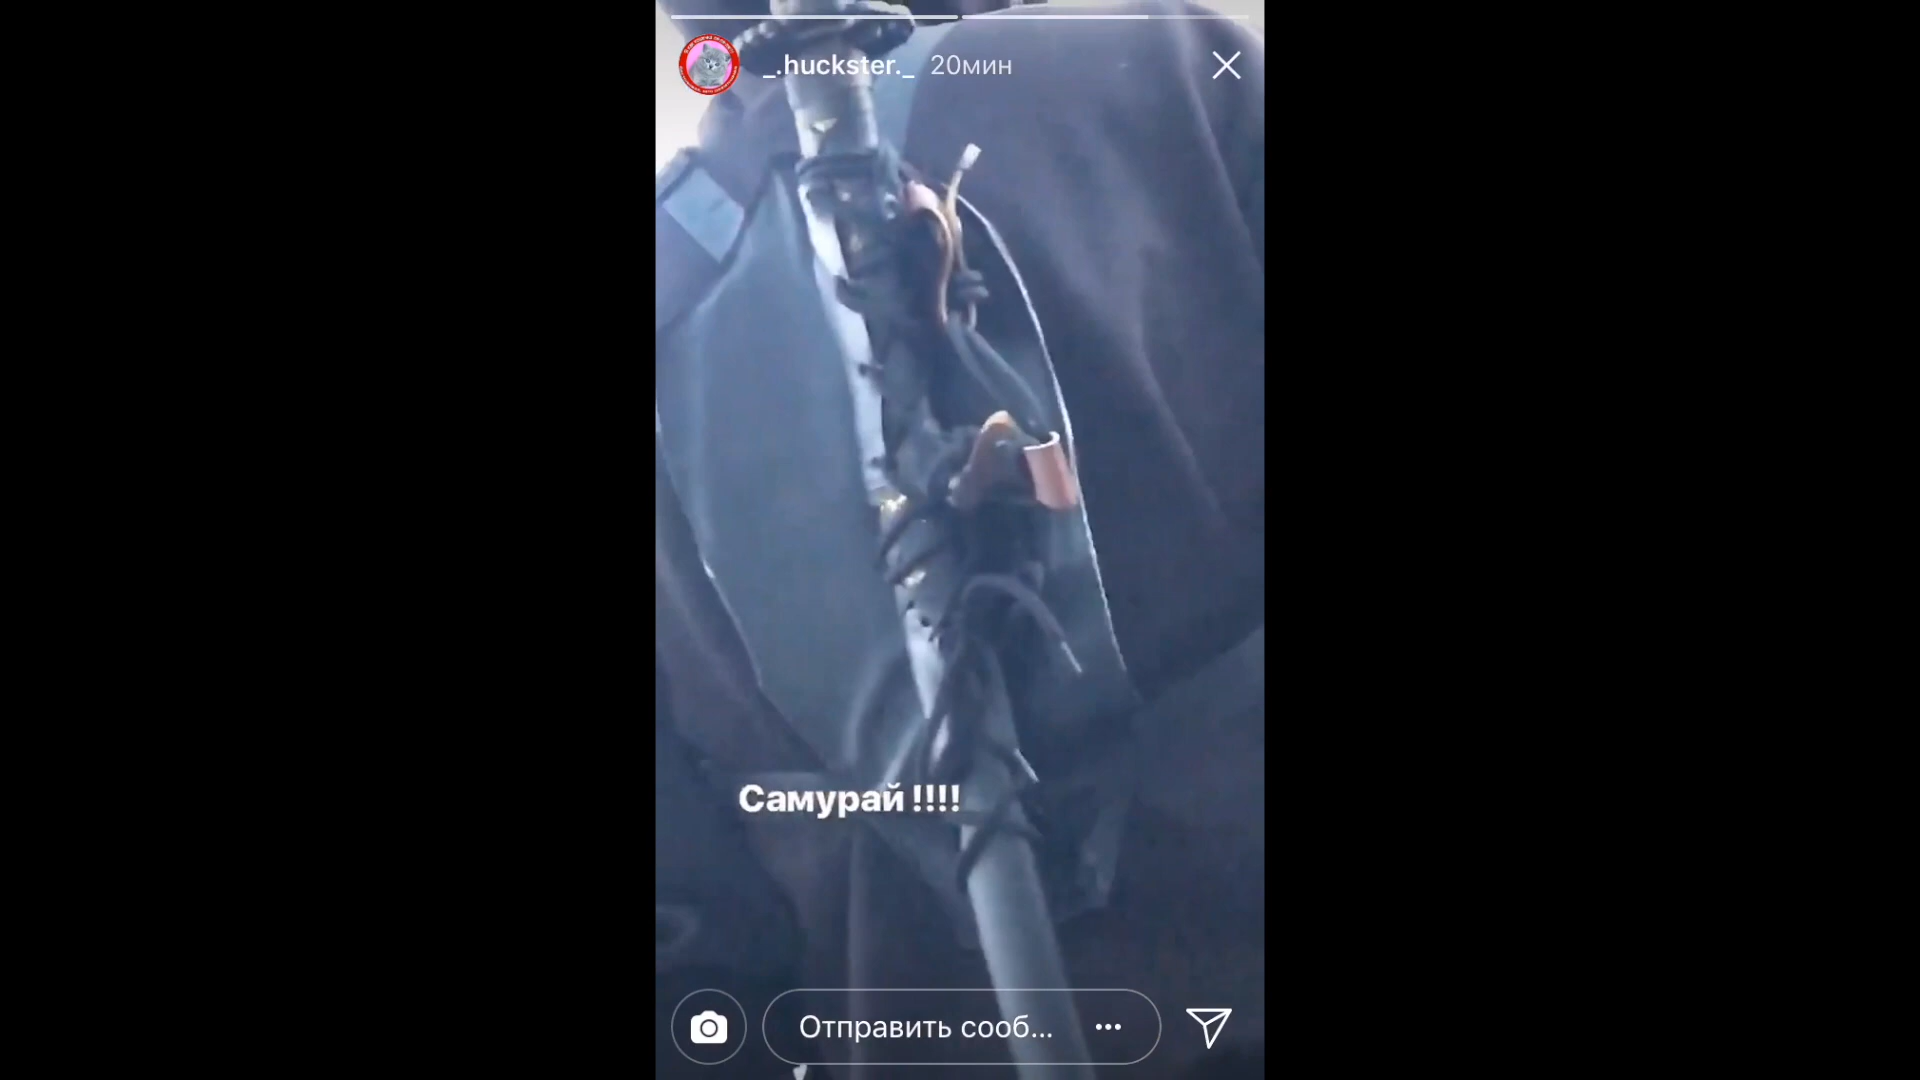 _.huckster._ 20мин
Самурай !!!!
Отправить сооб...